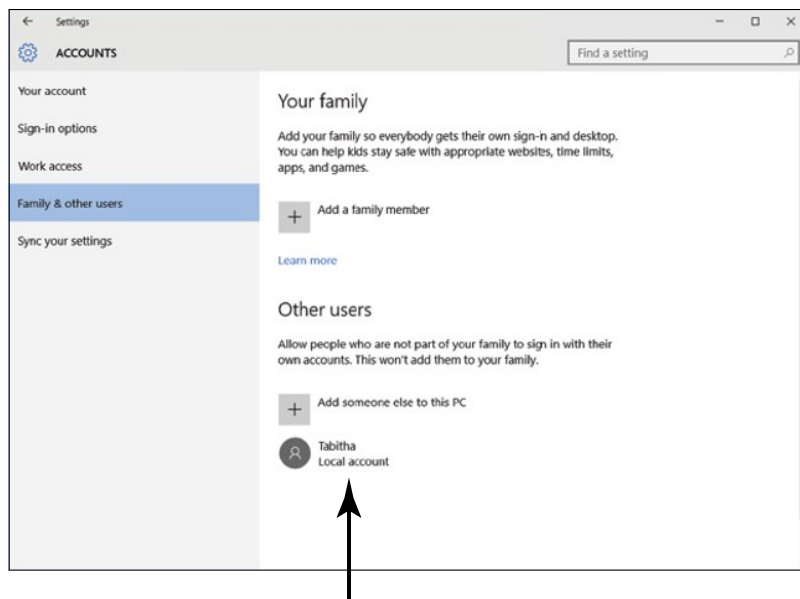 Settings
ACCOUNTS
Find a setting
Your account
Sign-in options
Work access
Family & other users
Sync your settings
Your family
Add your family so everybody gets their own sign-n and desktop.
You can help kids stay safe with appropriate websites, time limits,
apps, and games.
Add a family member
Learn more
Other users
Allow people who are not part of your family to sign in with their
own accounts. This won't add them to your family.
Add someone else to this PC
Tabitha
Local account